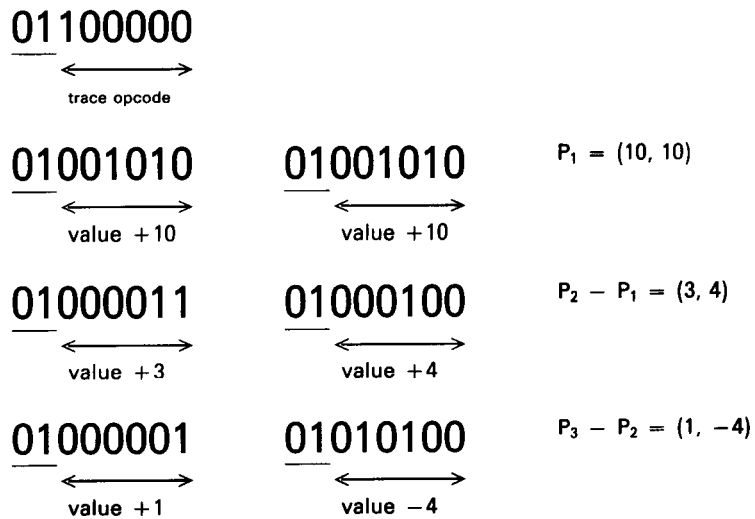 01100000
trace opcode
01001010 01001010 P₁ = (10, 10)
value +10 value +10
01000011 01000100 P₂ − P₁ = (3, 4)
value +3 value +4
01000001 01010100 P₃ − P₂ = (1, −4)
value +1 value −4